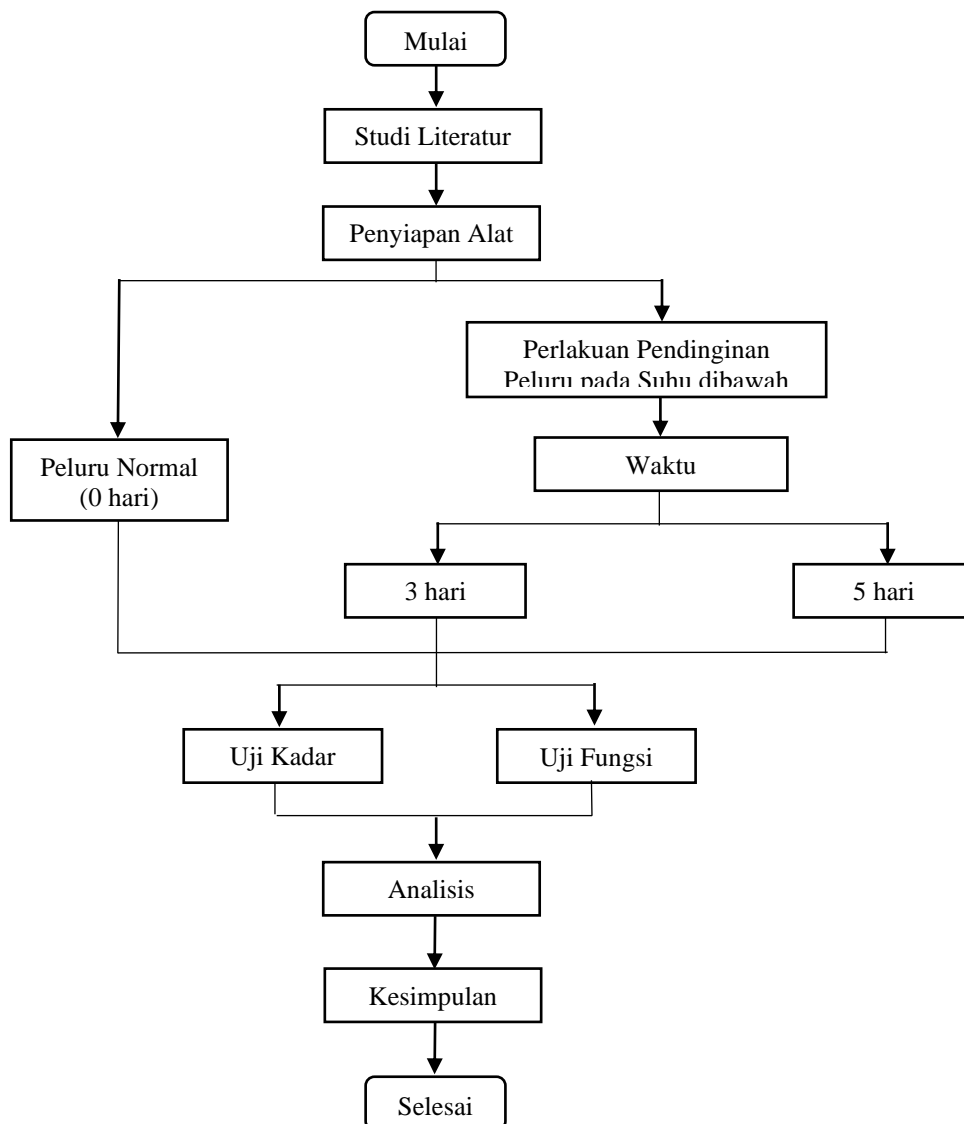 Mulai
Studi Literatur
Penyiapan Alat
Perlakuan Pendinginan
Peluru pada Suhu dibawah
Peluru Normal
(0 hari)
Waktu
3 hari
5 hari
Uji Kadar
Uji Fungsi
Analisis
Kesimpulan
Selesai